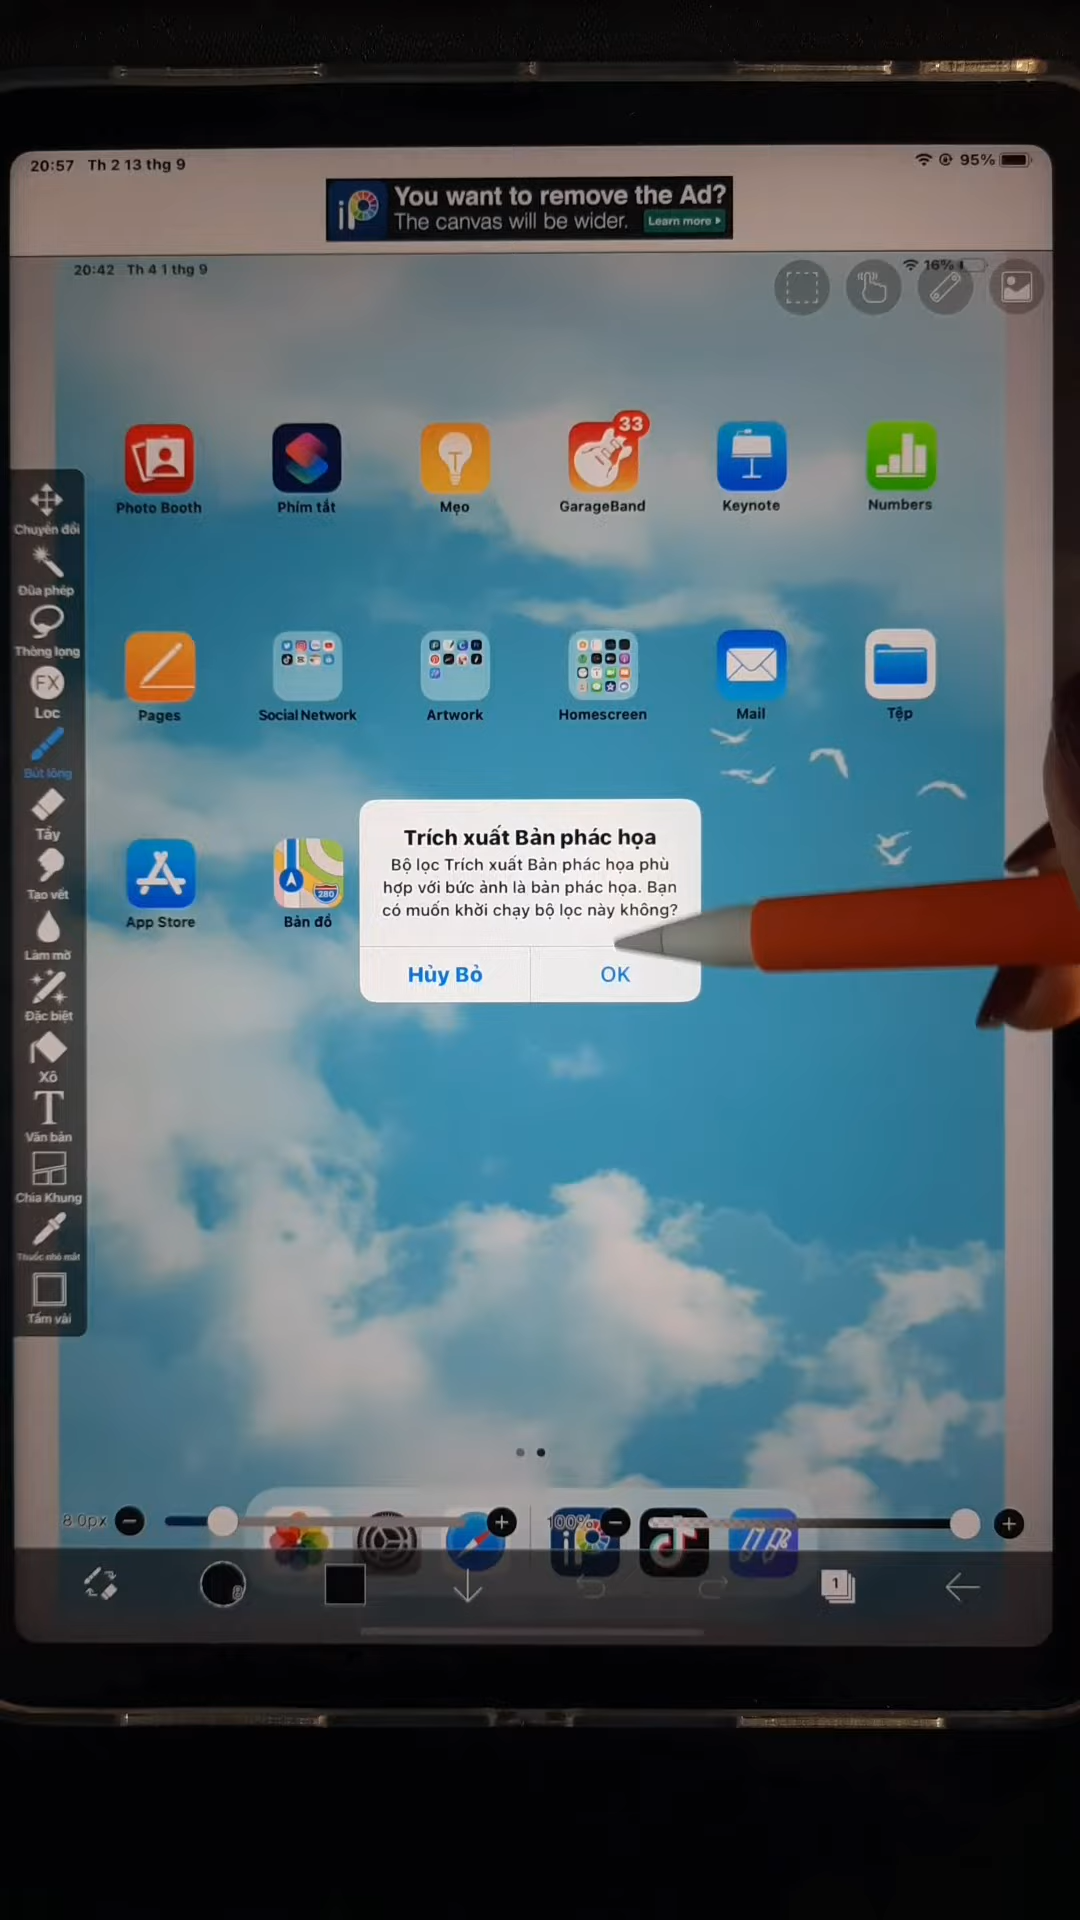 20:57 Th 2 13 thg 9
95%
iP
You want to remove the Ad?
The canvas will be wider.
Learn more
20:42 Th 4 1 thg 9
16%
33
Photo Booth
Phím tắt
Mẹo
GarageBand
Keynote
Numbers
Chuyển đổi
Đũa phép
Thòng lọng
FX
Lọc
Bút lông
Tẩy
Tạo vết
Làm mờ
Đặc biệt
Xô
T
Văn bản
Chia Khung
Thuốc nhỏ mắt
Tấm vải
Pages
Social Network
Artwork
Homescreen
Mail
Tệp
280
App Store
Bản đồ
Trích xuất Bản phác họa
Bộ lọc Trích xuất Bản phác họa phù
hợp với bức ảnh là bản phác họa. Bạn
có muốn khởi chạy bộ lọc này không?
Hủy Bỏ
OK
8.0px
100%
iP
1